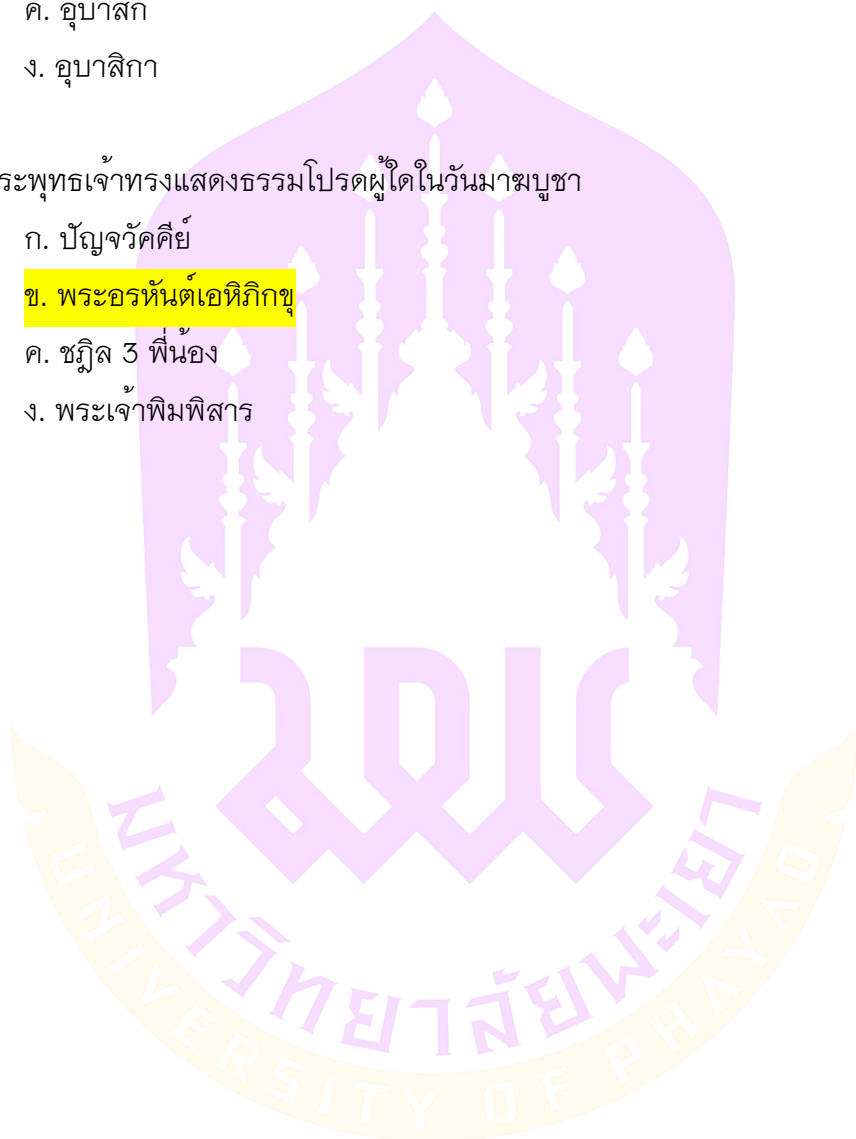 ค. อุบาสก
ง. อุบาสิกา
ระพุทธเจ้าทรงแสดงธรรมโปรดผู้ใดในวันมาฆบูชา
ก. ปัญจวัคคีย์
ข. พระอรหันต์เอหิภิกขุ
ค. ชฎิล 3 พี่น้อง
ง. พระเจ้าพิมพิสาร
มหาวิทยาลัยพะเยา
UNIVERSITY OF PHAYAO